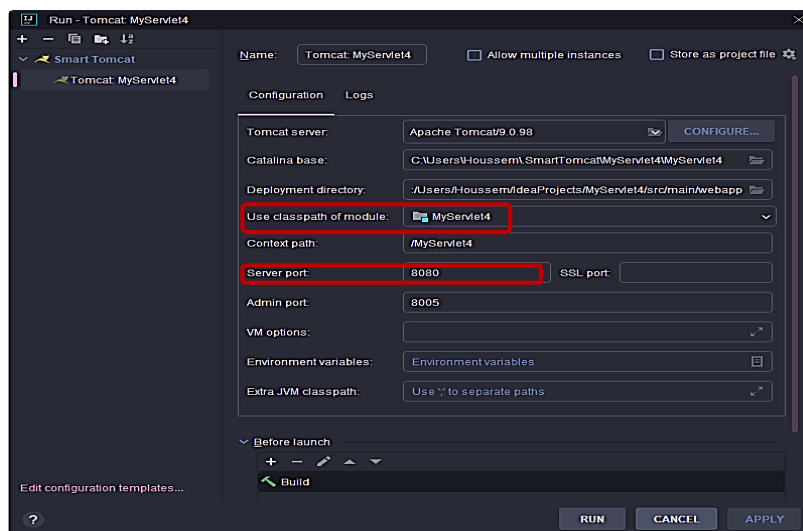 Run - Tomcat: MyServlet4
Smart Tomcat
Tomcat: MyServlet4
Name: Tomcat: MyServlet4 Allow multiple instances Store as project file
Configuration Logs
Tomcat server: Apache Tomcat/9.0.98 CONFIGURE...
Catalina base: C:\Users\Houssem\.SmartTomcat\MyServlet4\MyServlet4
Deployment directory: :/Users/Houssem/IdeaProjects/MyServlet4/src/main/webapp
Use classpath of module: MyServlet4
Context path: /MyServlet4
Server port: 8080 SSL port:
Admin port: 8005
VM options:
Environment variables: Environment variables
Extra JVM classpath: Use ';' to separate paths
Before launch
Build
Edit configuration templates...
? RUN CANCEL APPLY